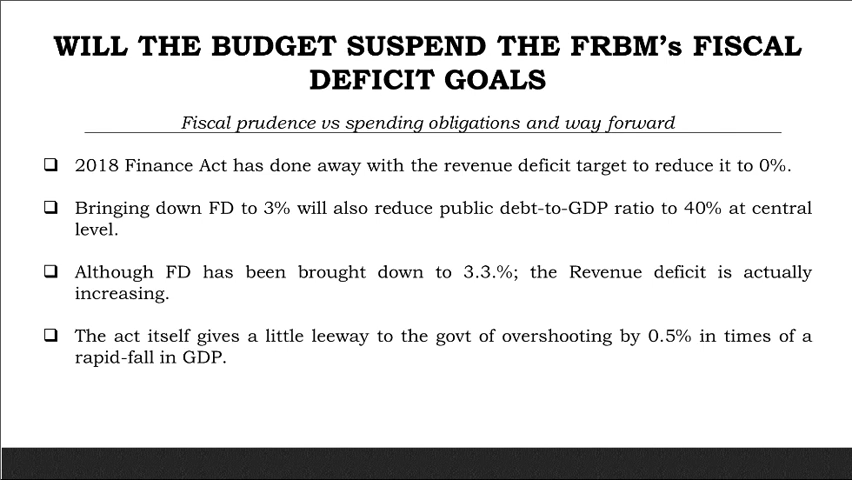 WILL THE BUDGET SUSPEND THE FRBM's FISCAL
DEFICIT GOALS
Fiscal prudence vs spending obligations and way forward
❑ 2018 Finance Act has done away with the revenue deficit target to reduce it to 0%.
❑ Bringing down FD to 3% will also reduce public debt-to-GDP ratio to 40% at central
level.
❑ Although FD has been brought down to 3.3.%; the Revenue deficit is actually
increasing.
❑ The act itself gives a little leeway to the govt of overshooting by 0.5% in times of a
rapid-fall in GDP.